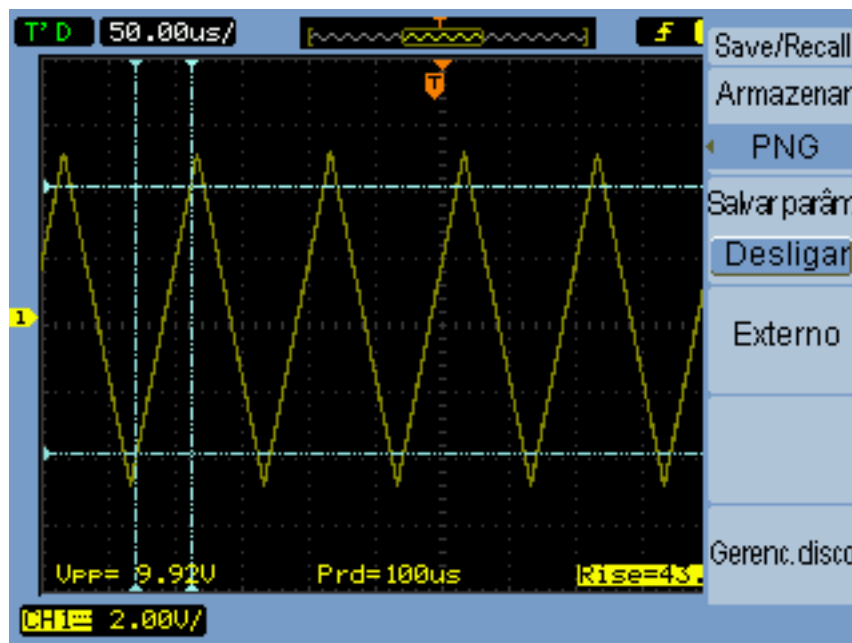 T' D 50.00us/
T
Save/Recall
Armazenar
PNG
Salvar parâm
Desligar
Externo
Gerenc.disco
T
1
Vpp= 9.92V Prd=100us Rise=43.
CH1 2.00V/